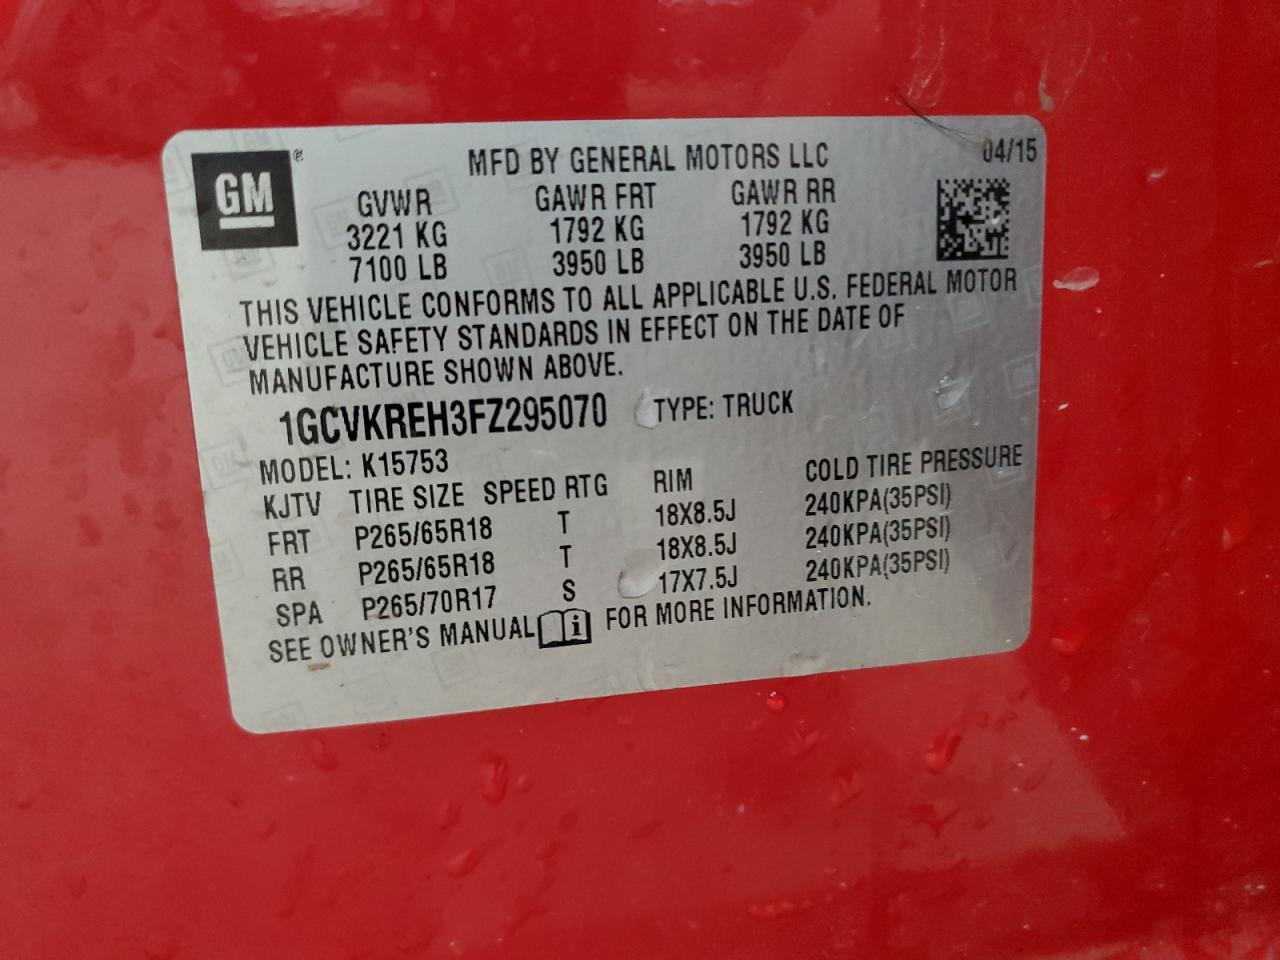 GM®
MFD BY GENERAL MOTORS LLC 04/15
GVWR GAWR FRT GAWR RR
3221 KG 1792 KG 1792 KG
7100 LB 3950 LB 3950 LB
THIS VEHICLE CONFORMS TO ALL APPLICABLE U.S. FEDERAL MOTOR
VEHICLE SAFETY STANDARDS IN EFFECT ON THE DATE OF
MANUFACTURE SHOWN ABOVE.
1GCVKREH3FZ295070 TYPE: TRUCK
MODEL: K15753
KJTV TIRE SIZE SPEED RTG RIM COLD TIRE PRESSURE
FRT P265/65R18 T 18X8.5J 240KPA(35PSI)
RR P265/65R18 T 18X8.5J 240KPA(35PSI)
SPA P265/70R17 S 17X7.5J 240KPA(35PSI)
SEE OWNER'S MANUAL i FOR MORE INFORMATION.